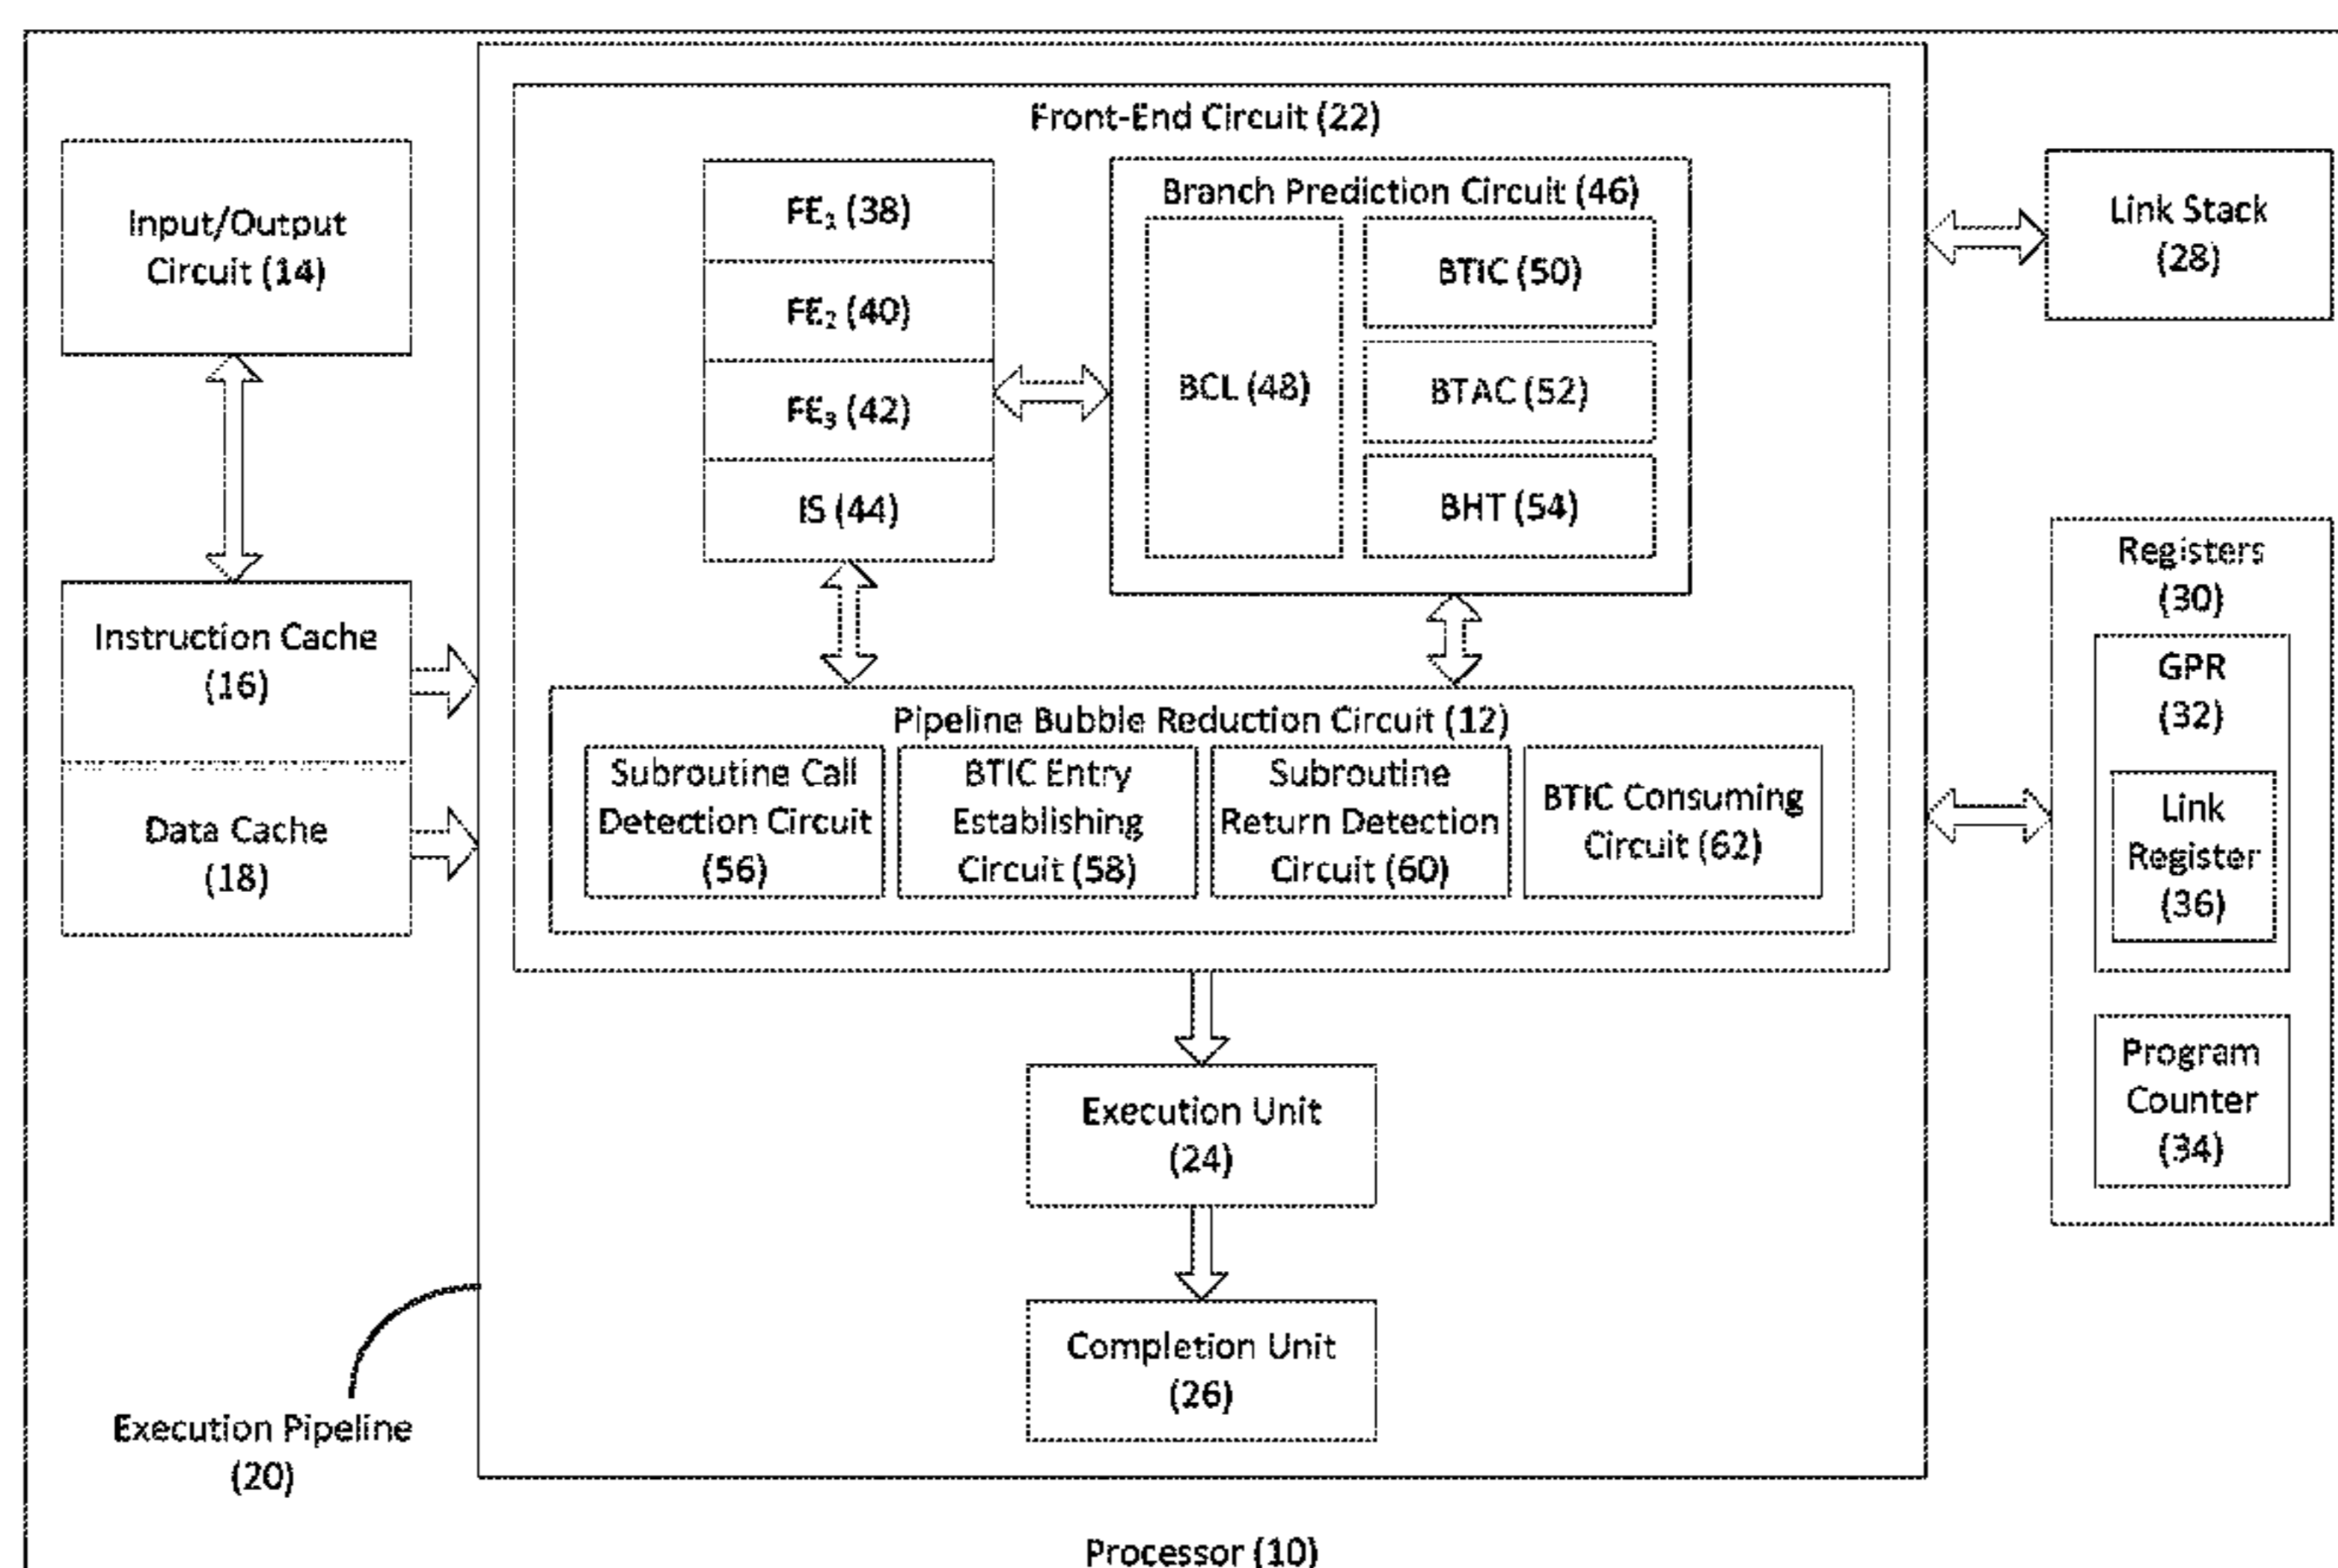 Front-End Circuit (22)
Input/Output
Circuit (14)
FE₁ (38)
FE₂ (40)
FE₃ (42)
IS (44)
Branch Prediction Circuit (46)
BCL (48)
BTIC (50)
BTAC (52)
BHT (54)
Link Stack
(28)
Instruction Cache
(16)
Data Cache
(18)
Pipeline Bubble Reduction Circuit (12)
Subroutine Call
Detection Circuit
(56)
BTIC Entry
Establishing
Circuit (58)
Subroutine
Return Detection
Circuit (60)
BTIC Consuming
Circuit (62)
Registers
(30)
GPR
(32)
Link
Register
(36)
Program
Counter
(34)
Execution Unit
(24)
Completion Unit
(26)
Execution Pipeline
(20)
Processor (10)